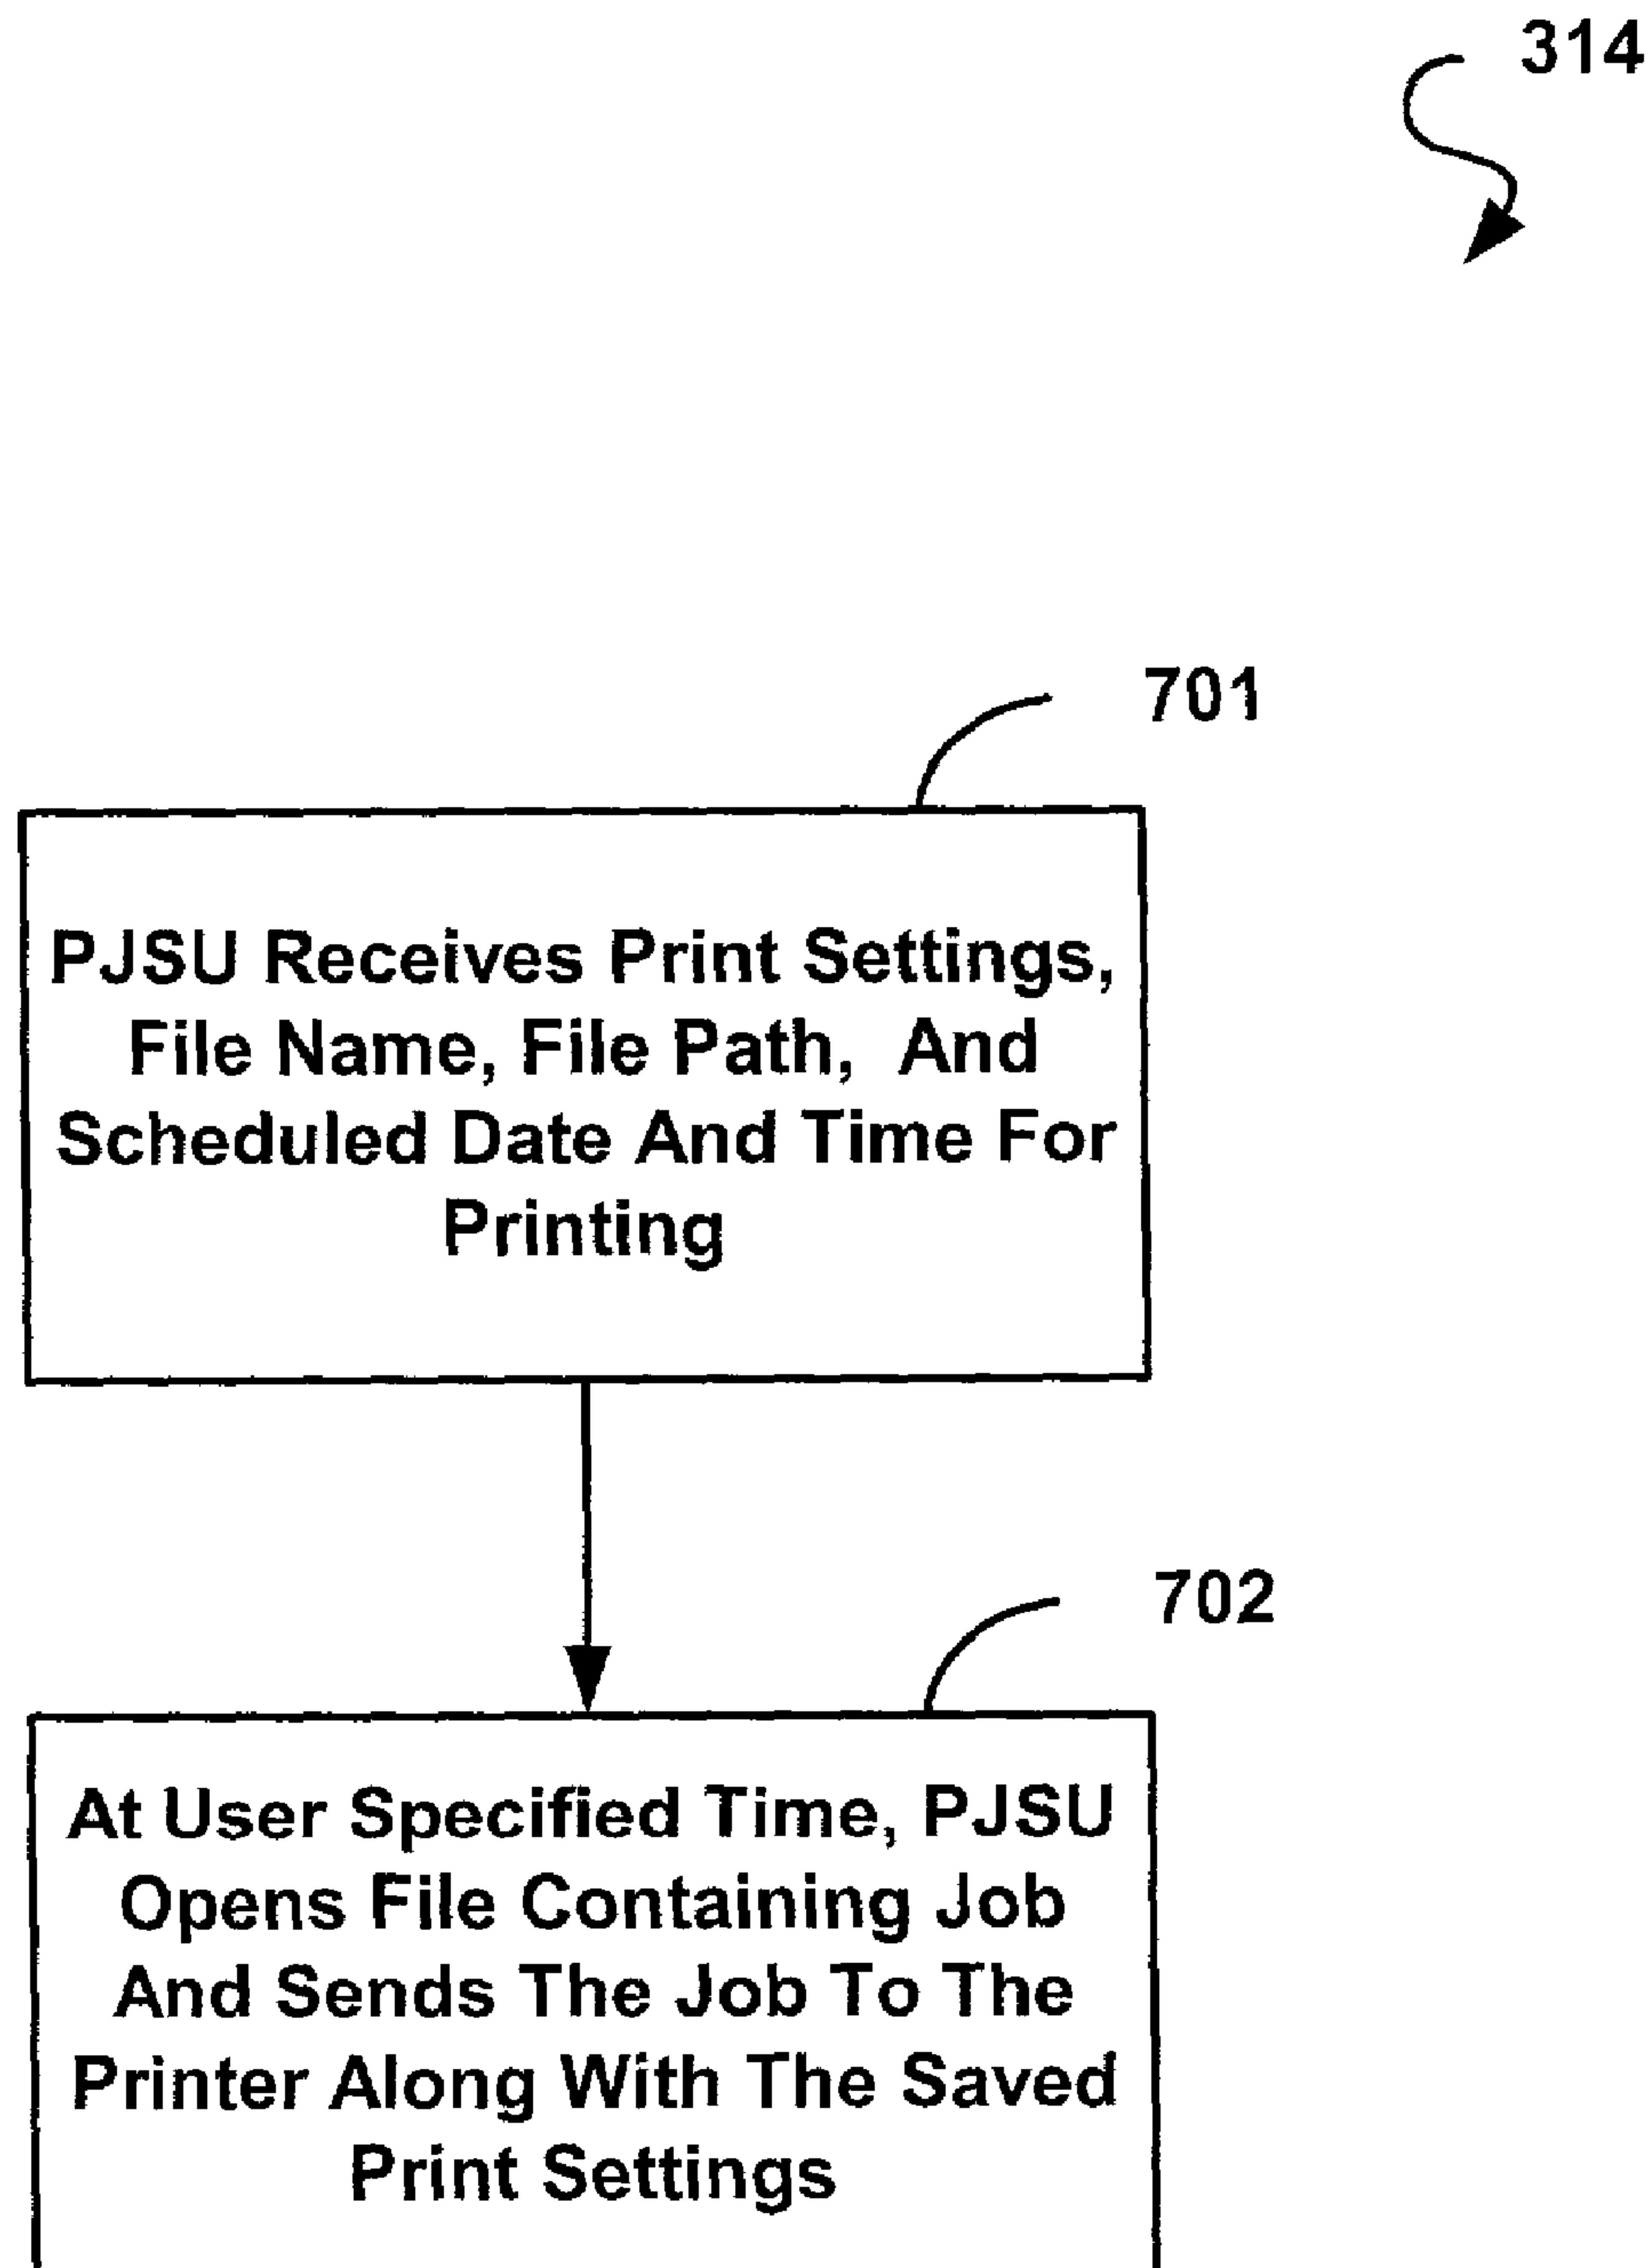 314
701
PJSU Receives Print Settings,
File Name, File Path, And
Scheduled Date And Time For
Printing
702
At User Specified Time, PJSU
Opens File Containing Job
And Sends The Job To The
Printer Along With The Saved
Print Settings